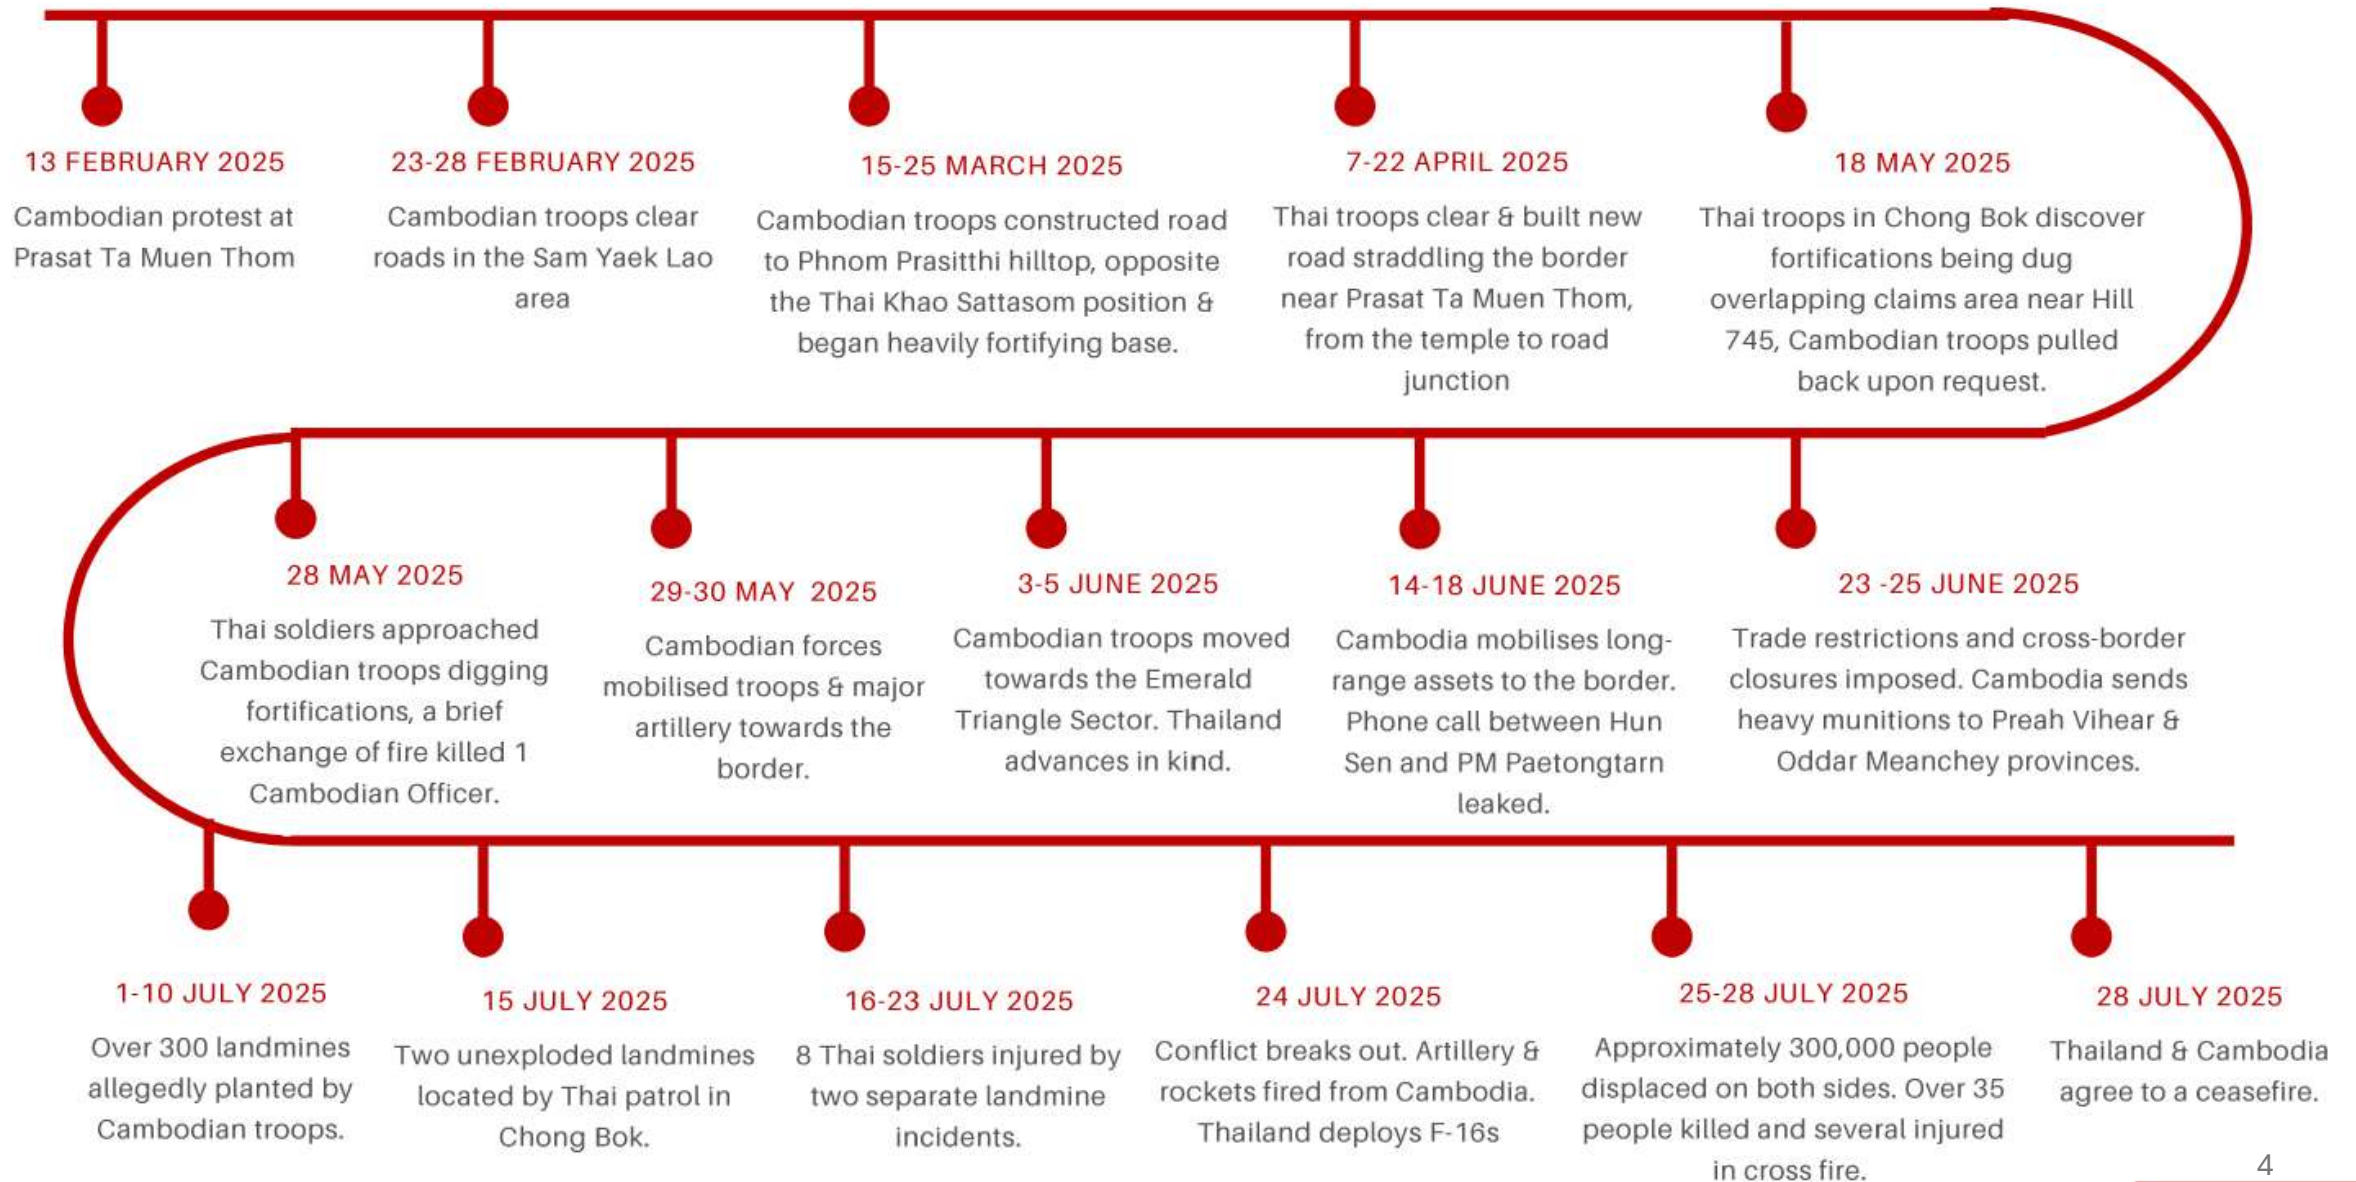 13 FEBRUARY 2025
Cambodian protest at
Prasat Ta Muen Thom
23-28 FEBRUARY 2025
Cambodian troops clear
roads in the Sam Yaek Lao
area
15-25 MARCH 2025
Cambodian troops constructed road
to Phnom Prasitthi hilltop, opposite
the Thai Khao Sattasom position &
began heavily fortifying base.
7-22 APRIL 2025
Thai troops clear & built new
road straddling the border
near Prasat Ta Muen Thom,
from the temple to road
junction
18 MAY 2025
Thai troops in Chong Bok discover
fortifications being dug
overlapping claims area near Hill
745, Cambodian troops pulled
back upon request.
28 MAY 2025
Thai soldiers approached
Cambodian troops digging
fortifications, a brief
exchange of fire killed 1
Cambodian Officer.
29-30 MAY  2025
Cambodian forces
mobilised troops & major
artillery towards the
border.
3-5 JUNE 2025
Cambodian troops moved
towards the Emerald
Triangle Sector. Thailand
advances in kind.
14-18 JUNE 2025
Cambodia mobilises long-
range assets to the border.
Phone call between Hun
Sen and PM Paetongtarn
leaked.
23 -25 JUNE 2025
Trade restrictions and cross-border
closures imposed. Cambodia sends
heavy munitions to Preah Vihear &
Oddar Meanchey provinces.
1-10 JULY 2025
Over 300 landmines
allegedly planted by
Cambodian troops.
15 JULY 2025
Two unexploded landmines
located by Thai patrol in
Chong Bok.
16-23 JULY 2025
8 Thai soldiers injured by
two separate landmine
incidents.
24 JULY 2025
Conflict breaks out. Artillery &
rockets fired from Cambodia.
Thailand deploys F-16s
25-28 JULY 2025
Approximately 300,000 people
displaced on both sides. Over 35
people killed and several injured
in cross fire.
28 JULY 2025
Thailand & Cambodia
agree to a ceasefire.
4